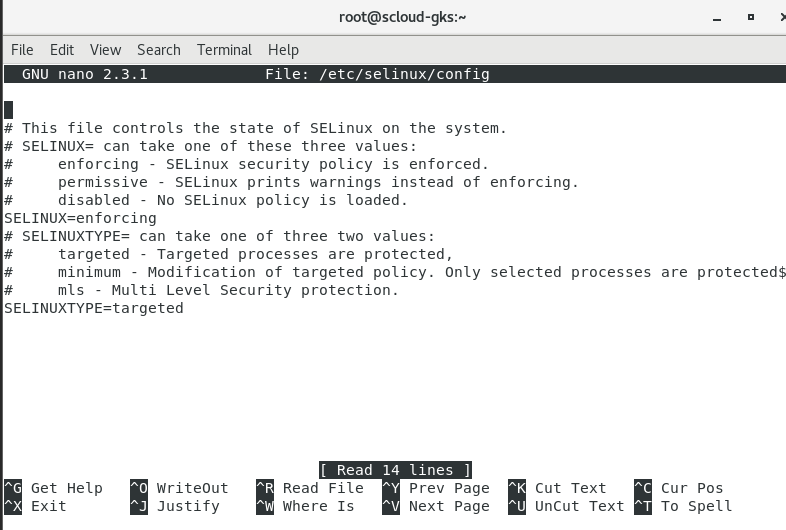 root@scloud-gks:~
File Edit View Search Terminal Help
GNU nano 2.3.1 File: /etc/selinux/config
# This file controls the state of SELinux on the system.
# SELINUX= can take one of these three values:
#     enforcing - SELinux security policy is enforced.
#     permissive - SELinux prints warnings instead of enforcing.
#     disabled - No SELinux policy is loaded.
SELINUX=enforcing
# SELINUXTYPE= can take one of three two values:
#     targeted - Targeted processes are protected,
#     minimum - Modification of targeted policy. Only selected processes are protected$
#     mls - Multi Level Security protection.
SELINUXTYPE=targeted
[ Read 14 lines ]
^G Get Help ^O WriteOut ^R Read File ^Y Prev Page ^K Cut Text ^C Cur Pos
^X Exit ^J Justify ^W Where Is ^V Next Page ^U UnCut Text ^T To Spell